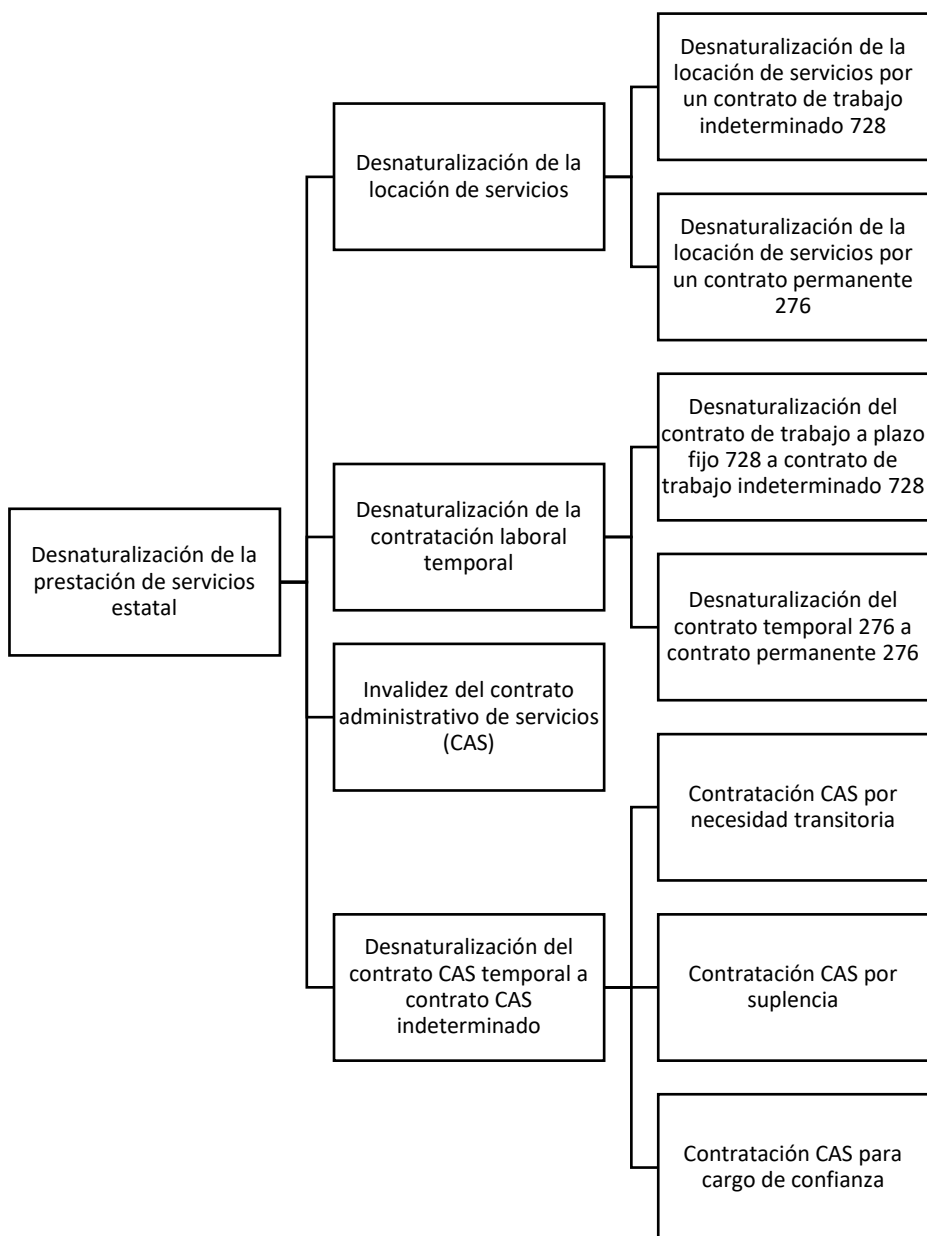 Desnaturalización de la
prestación de servicios
estatal
Desnaturalización de la
locación de servicios
Desnaturalización de la
locación de servicios por
un contrato de trabajo
indeterminado 728
Desnaturalización de la
locación de servicios por
un contrato permanente
276
Desnaturalización de la
contratación laboral
temporal
Desnaturalización del
contrato de trabajo a plazo
fijo 728 a contrato de
trabajo indeterminado 728
Desnaturalización del
contrato temporal 276 a
contrato permanente 276
Invalidez del contrato
administrativo de servicios
(CAS)
Desnaturalización del
contrato CAS temporal a
contrato CAS
indeterminado
Contratación CAS por
necesidad transitoria
Contratación CAS por
suplencia
Contratación CAS para
cargo de confianza